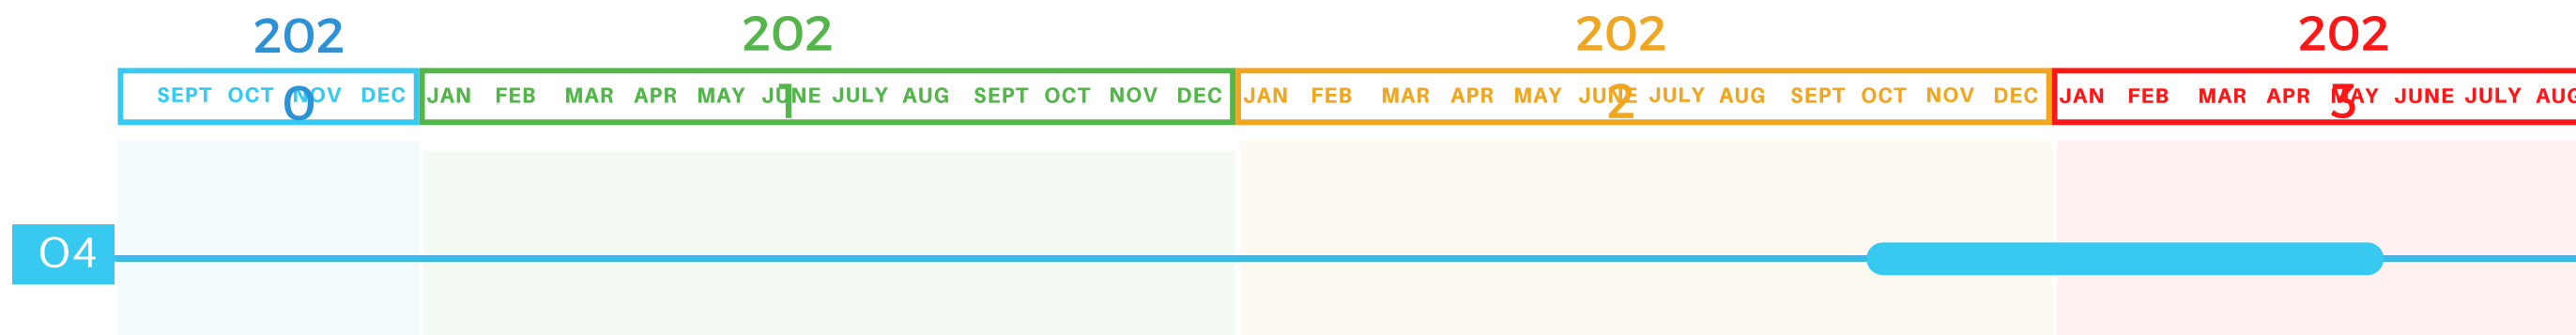 2020
SEPT OCT NOV DEC
2021
JAN FEB MAR APR MAY JUNE JULY AUG SEPT OCT NOV DEC
2022
JAN FEB MAR APR MAY JUNE JULY AUG SEPT OCT NOV DEC
2023
JAN FEB MAR APR MAY JUNE JULY AUG
04